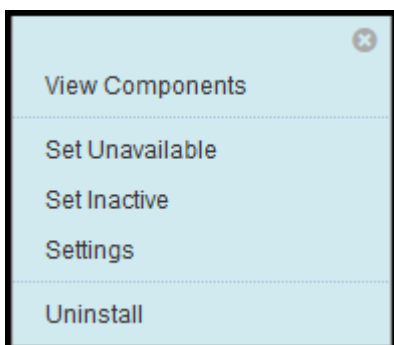 View Components
Set Unavailable
Set Inactive
Settings
Uninstall